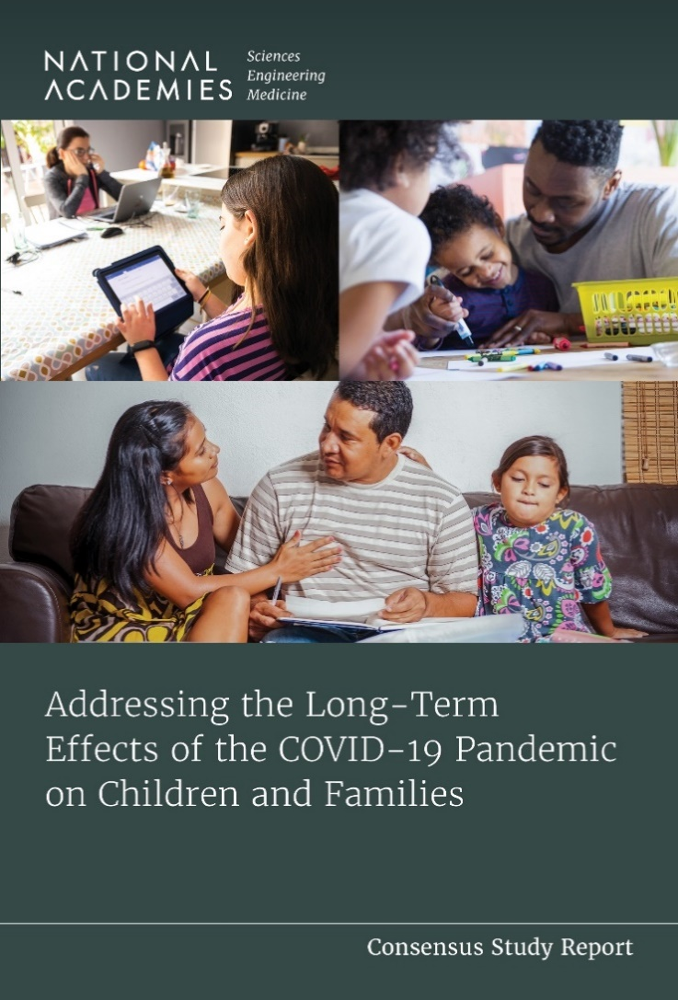 NATIONAL
ACADEMIES
Sciences
Engineering
Medicine
Addressing the Long-Term
Effects of the COVID-19 Pandemic
on Children and Families
Consensus Study Report